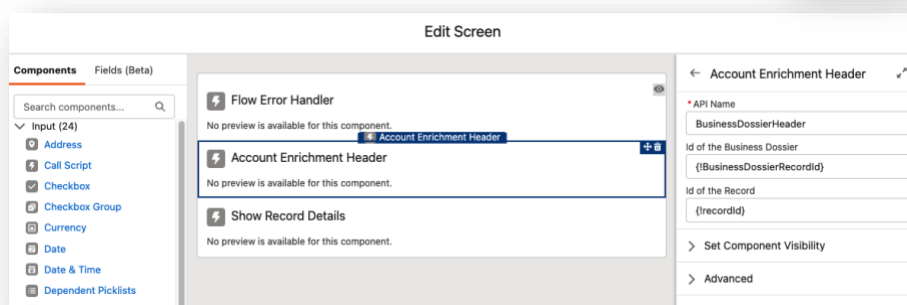 Edit Screen
Components
Fields (Beta)
Search components...
Input (24)
Address
Call Script
Checkbox
Checkbox Group
Currency
Date
Date & Time
Dependent Picklists
Flow Error Handler
No preview is available for this component.
Account Enrichment Header
Account Enrichment Header
No preview is available for this component.
Show Record Details
No preview is available for this component.
Account Enrichment Header
* API Name
BusinessDossierHeader
Id of the Business Dossier
{!BusinessDossierRecordId}
Id of the Record
{!recordId}
Set Component Visibility
Advanced